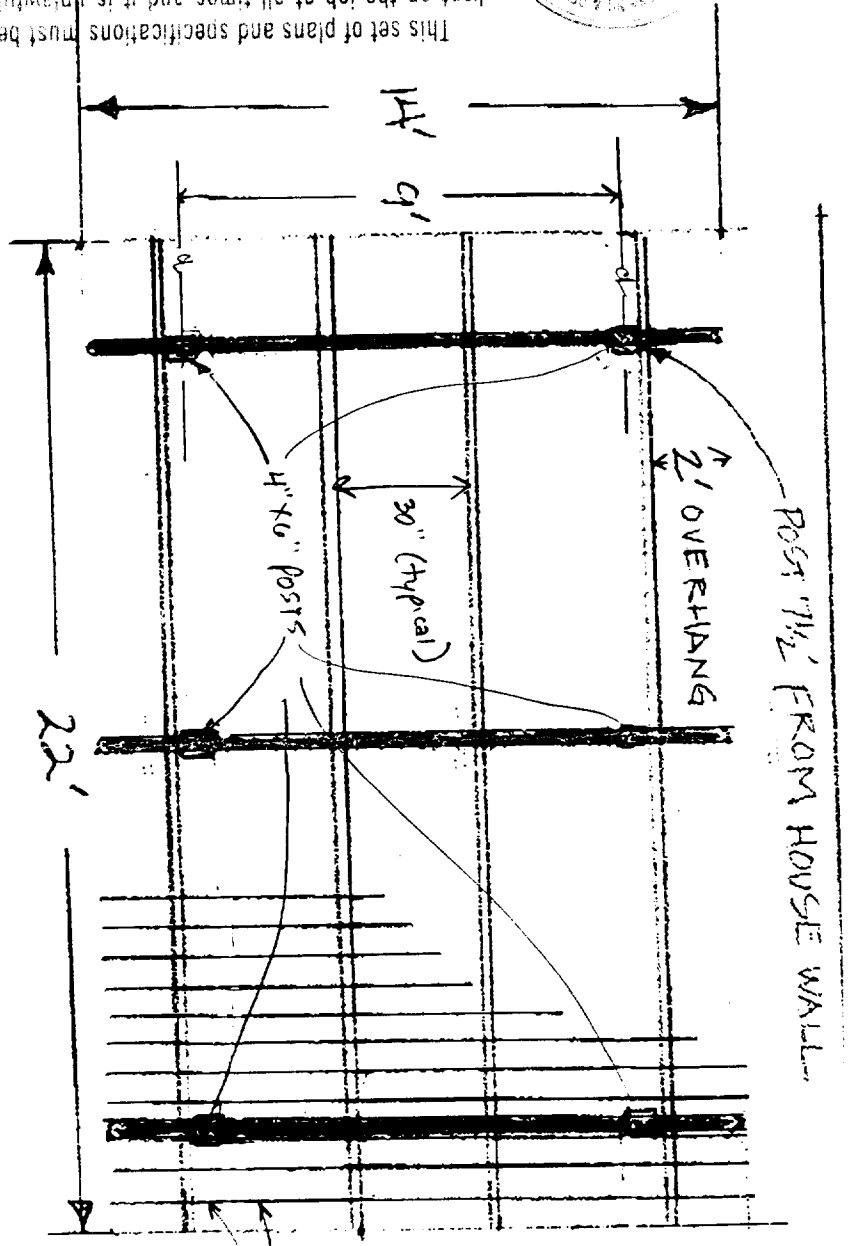 This set of plans and specifications must be
kept on the job at all times and it is unlawful
14'
9'
POST 7½' FROM HOUSE WALL
2' OVERHANG
30" (typical)
4"x6" POSTS
22'